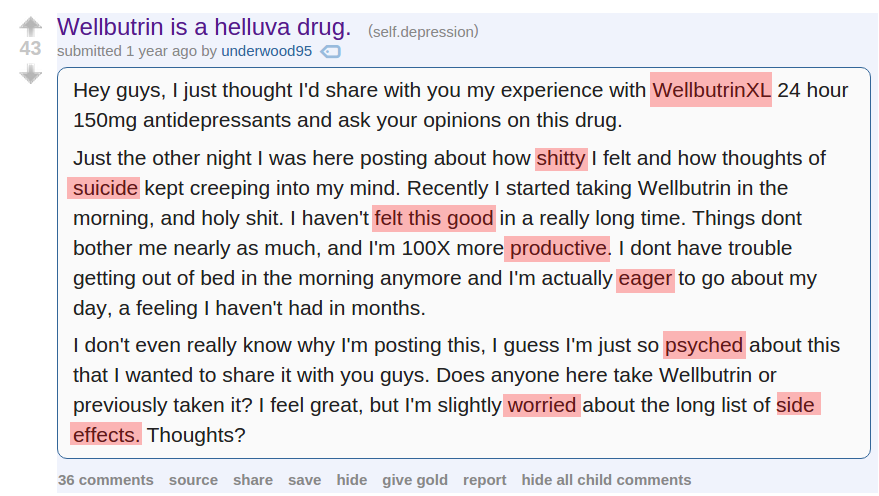 Wellbutrin is a helluva drug. (self.depression)
43
submitted 1 year ago by underwood95
Hey guys, I just thought I'd share with you my experience with WellbutrinXL 24 hour
150mg antidepressants and ask your opinions on this drug.
Just the other night I was here posting about how shitty I felt and how thoughts of
suicide kept creeping into my mind. Recently I started taking Wellbutrin in the
morning, and holy shit. I haven't felt this good in a really long time. Things dont
bother me nearly as much, and I'm 100X more productive. I dont have trouble
getting out of bed in the morning anymore and I'm actually eager to go about my
day, a feeling I haven't had in months.
I don't even really know why I'm posting this, I guess I'm just so psyched about this
that I wanted to share it with you guys. Does anyone here take Wellbutrin or
previously taken it? I feel great, but I'm slightly worried about the long list of side
effects. Thoughts?
36 comments source share save hide give gold report hide all child comments